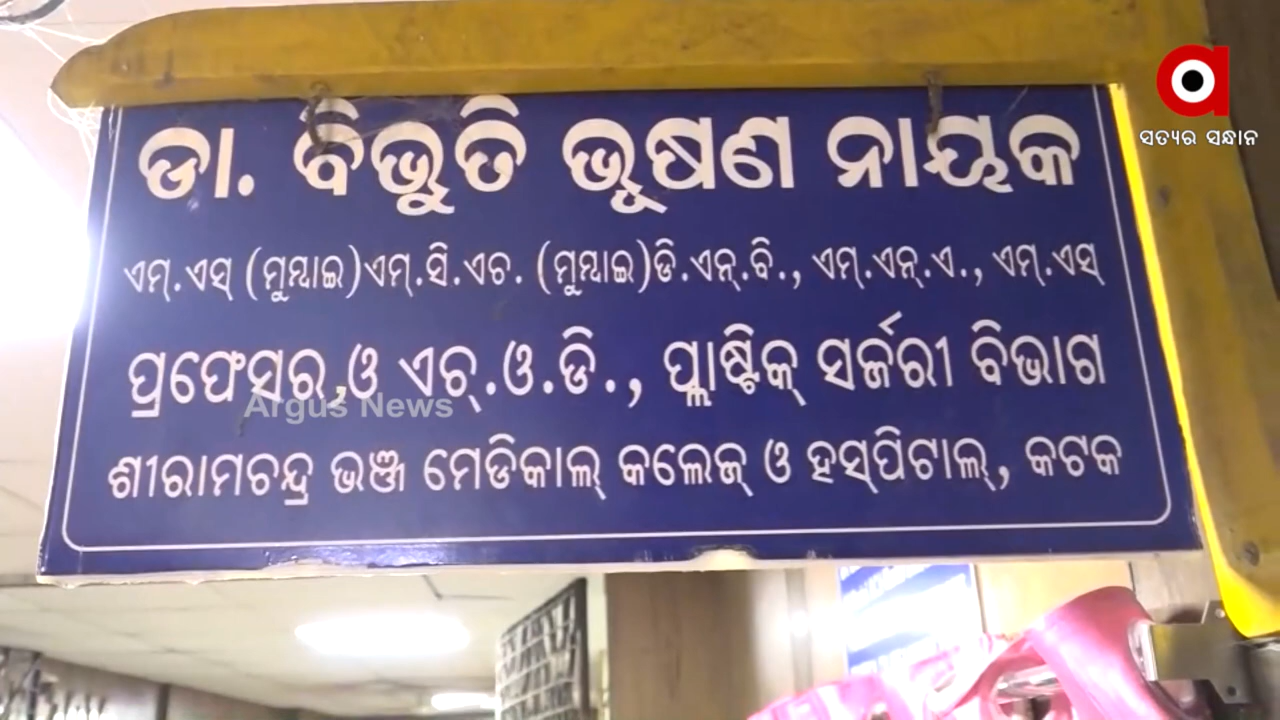 ଡା. ବିଭୁତି ଭୂଷଣ ନାୟକ
ଏମ୍.ଏସ୍ (ମୁମ୍ବାଇ)ଏମ୍.ସି.ଏଚ. (ମୁମ୍ବାଇ)ଡି.ଏନ୍.ବି., ଏମ୍.ଏନ୍.ଏ., ଏମ୍.ଏସ୍
ପ୍ରଫେସର,ଓ ଏଚ୍.ଓ.ଡି., ପ୍ଲାଷ୍ଟିକ୍ ସର୍ଜରୀ ବିଭାଗ
ଶ୍ରୀରାମଚନ୍ଦ୍ର ଭଞ୍ଜ ମେଡିକାଲ୍ କଲେଜ୍ ଓ ହସ୍‌ପିଟାଲ୍, କଟକ
Argus News
ସତ୍ୟର ସନ୍ଧାନ